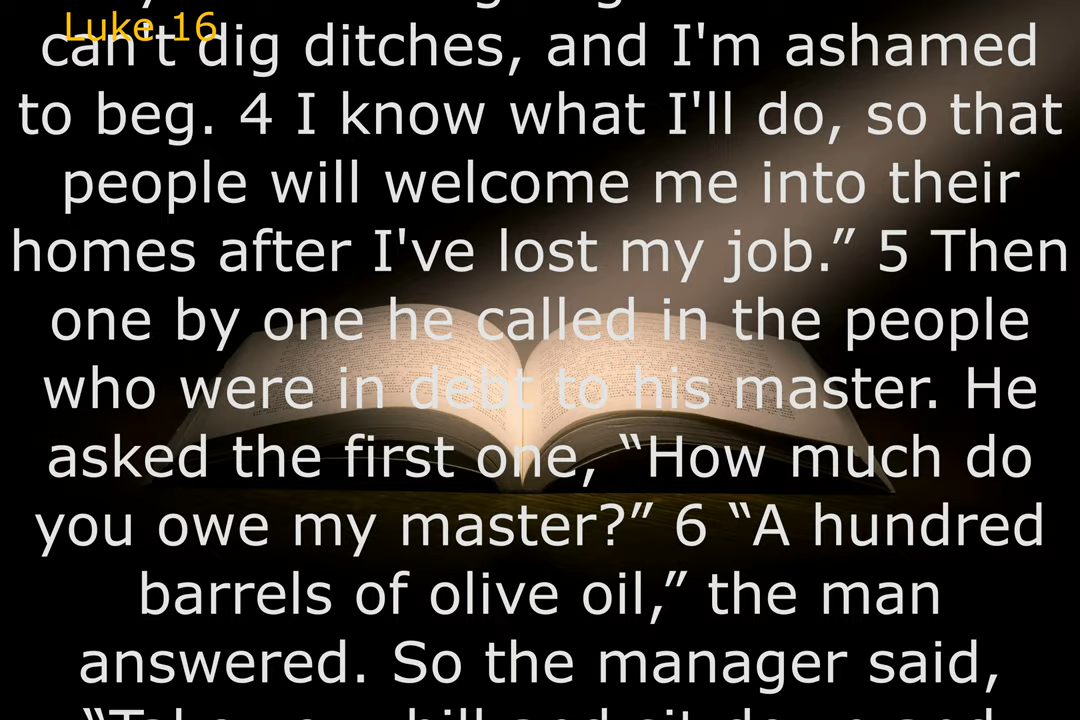 Luke 16
can't dig ditches, and I'm ashamed
to beg. 4 I know what I'll do, so that
people will welcome me into their
homes after I've lost my job.” 5 Then
one by one he called in the people
who were in debt to his master. He
asked the first one, “How much do
you owe my master?” 6 “A hundred
barrels of olive oil,” the man
answered. So the manager said,